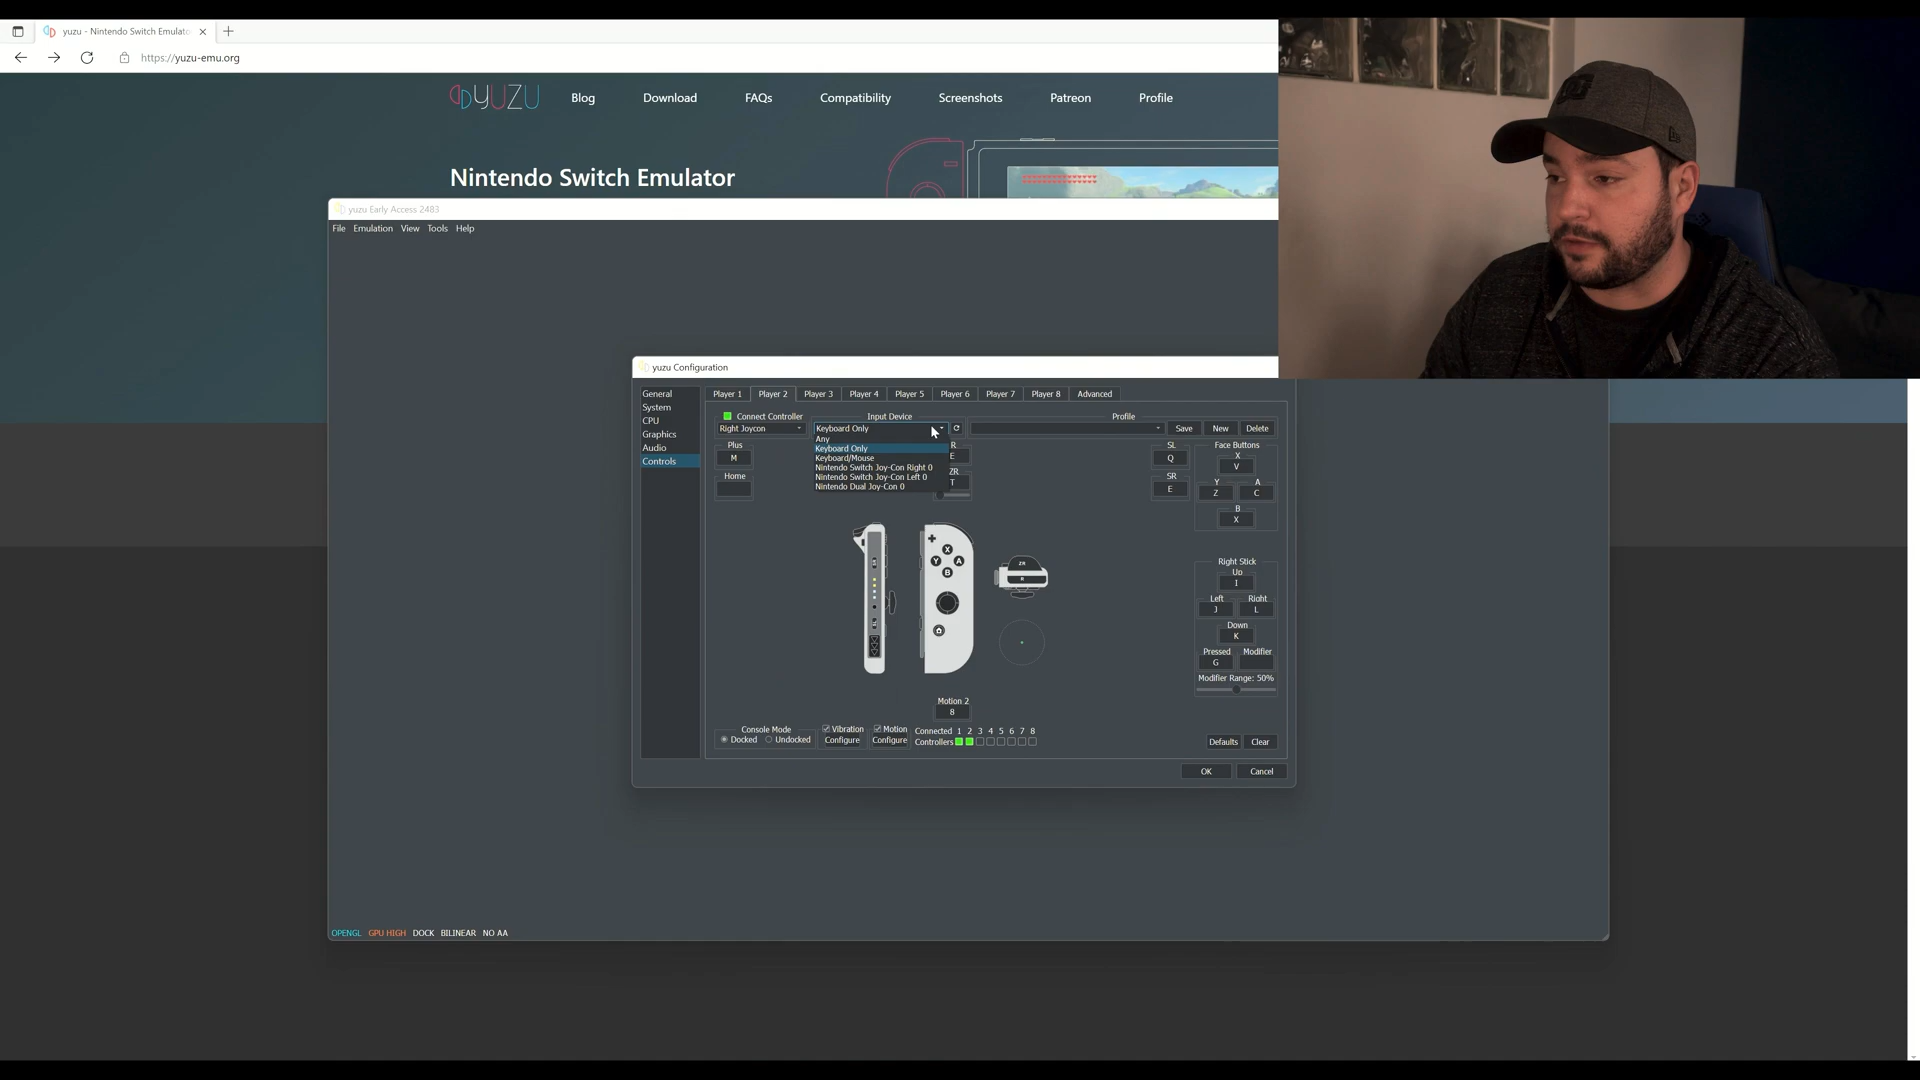 yuzu - Nintendo Switch Emulato
https://yuzu-emu.org
YUZU Blog Download FAQs Compatibility Screenshots Patreon Profile
Nintendo Switch Emulator
yuzu Early Access 2483
File Emulation View Tools Help
yuzu Configuration
General
System
CPU
Graphics
Audio
Controls
Player 1 Player 2 Player 3 Player 4 Player 5 Player 6 Player 7 Player 8 Advanced
Connect Controller Input Device Profile
Right Joycon Keyboard Only Save New Delete
Any
Keyboard Only
Keyboard/Mouse
Nintendo Switch Joy-Con Right 0
Nintendo Switch Joy-Con Left 0
Nintendo Dual Joy-Con 0
Plus
M
Home
R
E
ZR
T
SL
Q
SR
E
Face Buttons
X
V
Y A
Z C
B
X
X
Y A
B
ZR
R
Right Stick
Up
I
Left Right
J L
Down
K
Pressed Modifier
G
Modifier Range: 50%
Motion 2
8
Console Mode
Docked Undocked
Vibration
Configure
Motion
Configure
Connected 1 2 3 4 5 6 7 8
Controllers
Defaults Clear
OK Cancel
OPENGL GPU HIGH DOCK BILINEAR NO AA